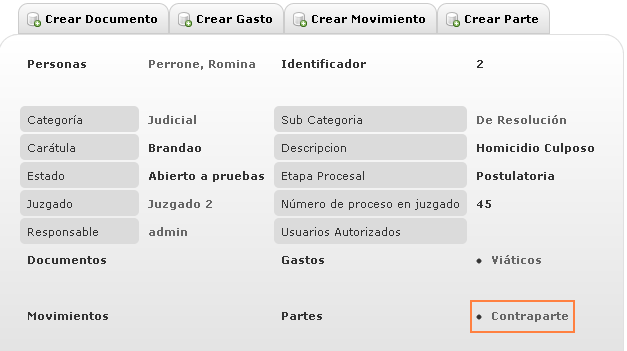 Crear Documento Crear Gasto Crear Movimiento Crear Parte
Personas Perrone, Romina Identificador 2
Categoría Judicial Sub Categoria De Resolución
Carátula Brandao Descripcion Homicidio Culposo
Estado Abierto a pruebas Etapa Procesal Postulatoria
Juzgado Juzgado 2 Número de proceso en juzgado 45
Responsable admin Usuarios Autorizados
Documentos Gastos • Viáticos
Movimientos Partes • Contraparte